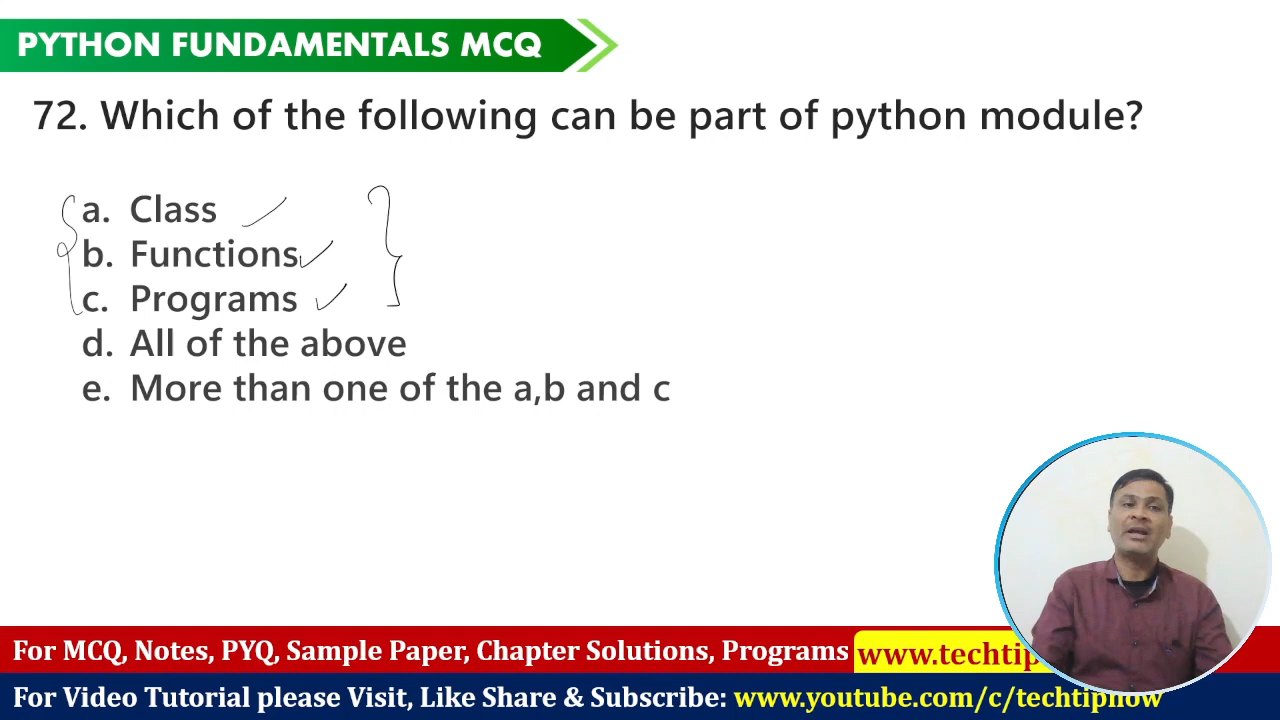 PYTHON FUNDAMENTALS MCQ
72. Which of the following can be part of python module?
a. Class
b. Functions
c. Programs
d. All of the above
e. More than one of the a,b and c
For MCQ, Notes, PYQ, Sample Paper, Chapter Solutions, Programs www.techtip
For Video Tutorial please Visit, Like Share & Subscribe: www.youtube.com/c/techtipnow